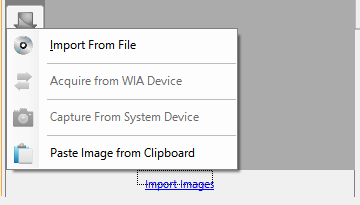 Import From File
Acquire from WIA Device
Capture From System Device
Paste Image from Clipboard
Import Images